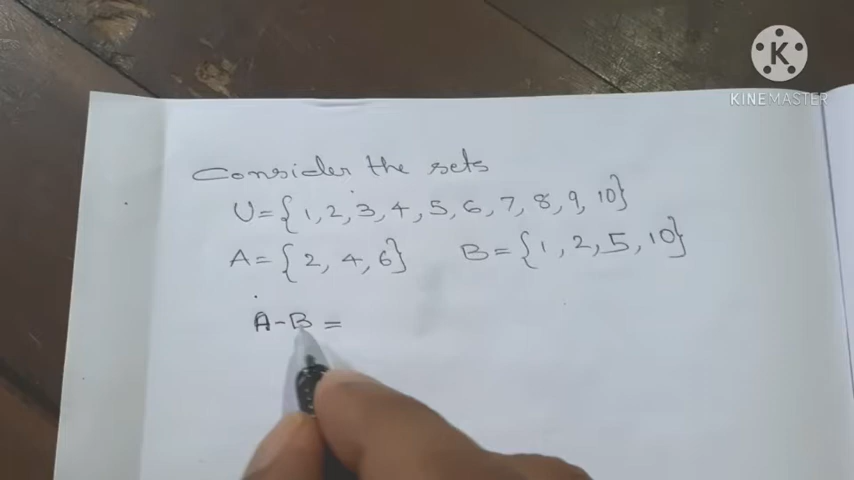 K
KINEMASTER
Consider the sets
U={1,2,3,4,5,6,7,8,9,10}
A={2,4,6} B={1,2,5,10}
A-B=